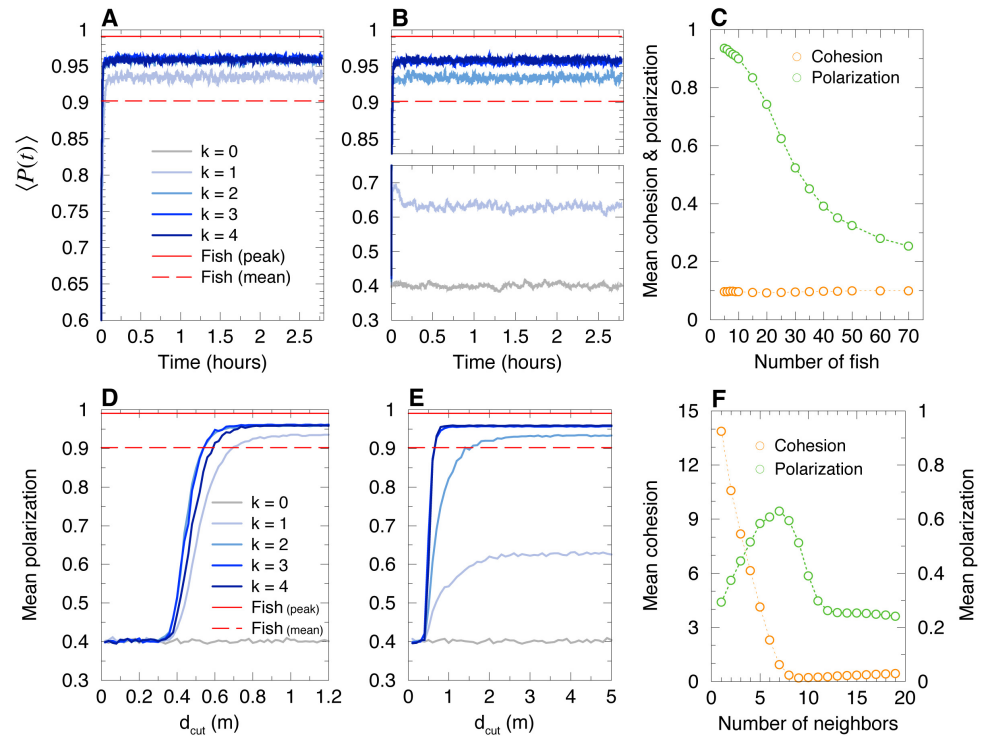 A
⟨P(t)⟩
1
0.95
0.9
0.85
0.8
0.75
0.7
0.65
0.6
k = 0
k = 1
k = 2
k = 3
k = 4
Fish (peak)
Fish (mean)
0 0.5 1 1.5 2 2.5
Time (hours)
B
1
0.95
0.9
0.85
0.7
0.6
0.5
0.4
0.3
0 0.5 1 1.5 2 2.5
Time (hours)
C
Mean cohesion & polarization
1
0.8
0.6
0.4
0.2
0
Cohesion
Polarization
0 10 20 30 40 50 60 70
Number of fish
D
Mean polarization
1
0.9
0.8
0.7
0.6
0.5
0.4
0.3
k = 0
k = 1
k = 2
k = 3
k = 4
Fish (peak)
Fish (mean)
0 0.2 0.4 0.6 0.8 1 1.2
dcut (m)
E
1
0.9
0.8
0.7
0.6
0.5
0.4
0.3
0 1 2 3 4 5
dcut (m)
F
Mean cohesion
15
12
9
6
3
0
Cohesion
Polarization
1
0.8
0.6
0.4
0.2
0
Mean polarization
0 5 10 15 20
Number of neighbors